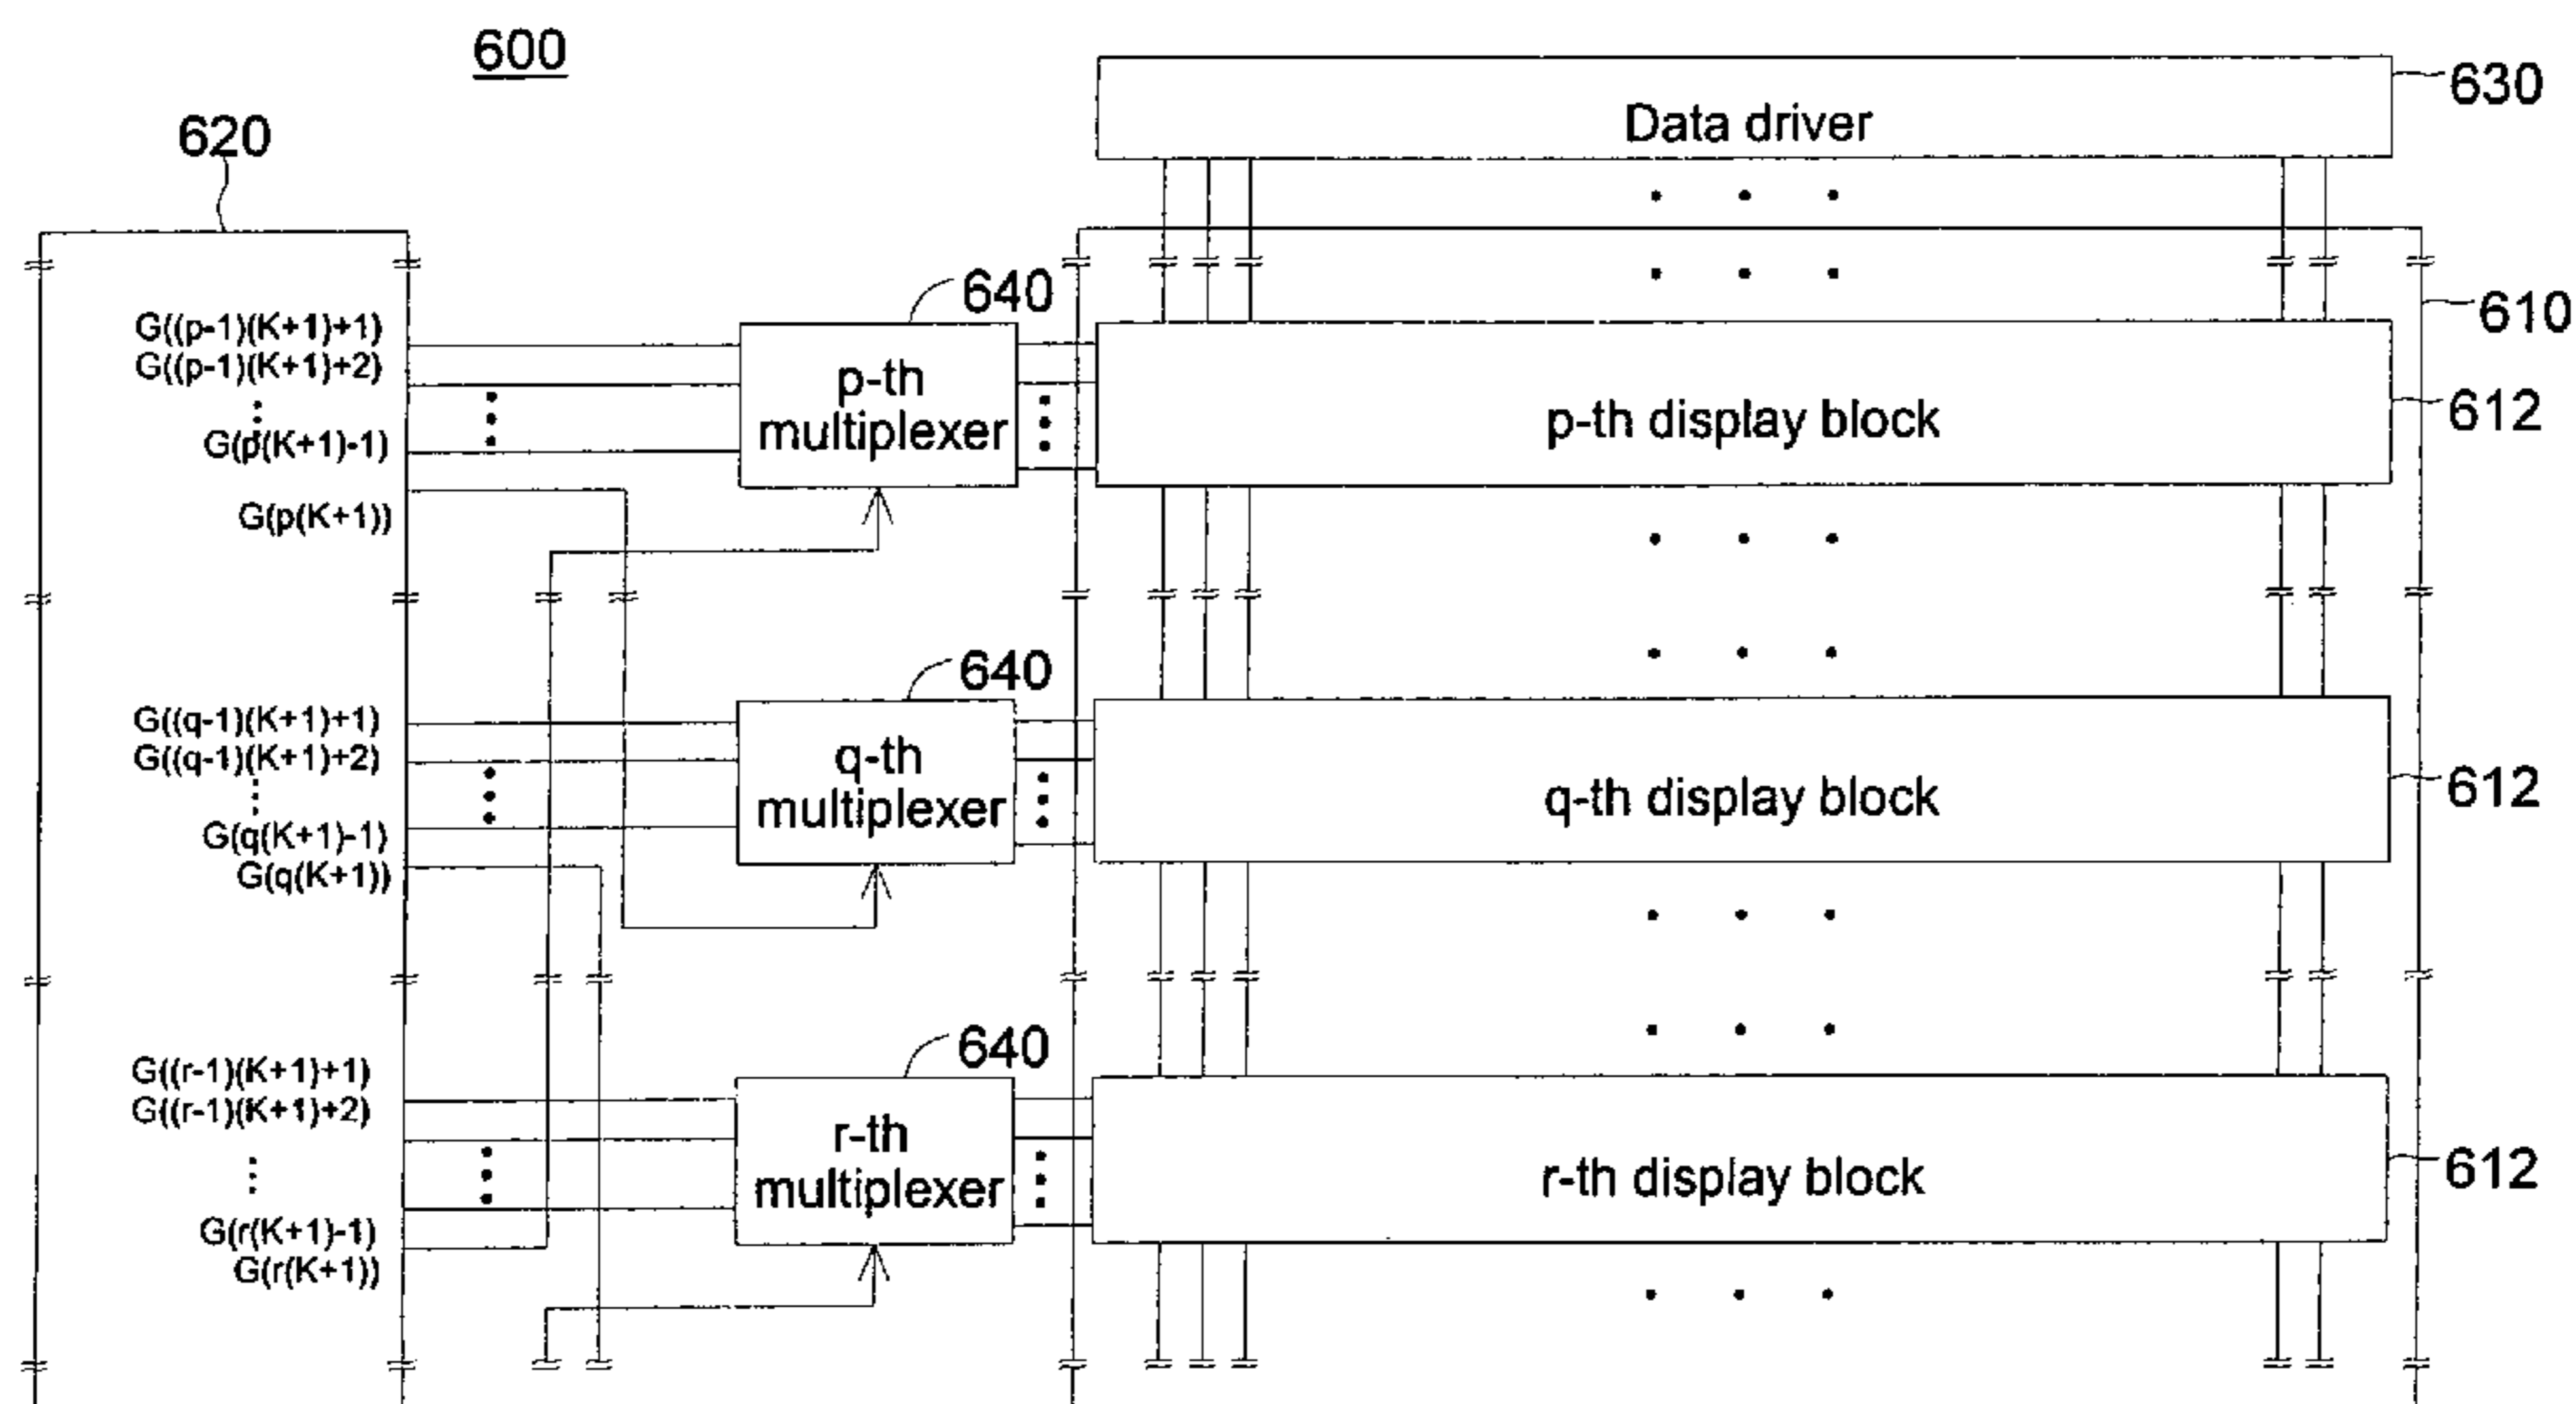 600
630
Data driver
620
640
610
G((p-1)(K+1)+1)
G((p-1)(K+1)+2)
G(p(K+1)-1)
G(p(K+1))
p-th
multiplexer
p-th display block
612
640
G((q-1)(K+1)+1)
G((q-1)(K+1)+2)
G(q(K+1)-1)
G(q(K+1))
q-th
multiplexer
q-th display block
612
640
G((r-1)(K+1)+1)
G((r-1)(K+1)+2)
G(r(K+1)-1)
G(r(K+1))
r-th
multiplexer
r-th display block
612